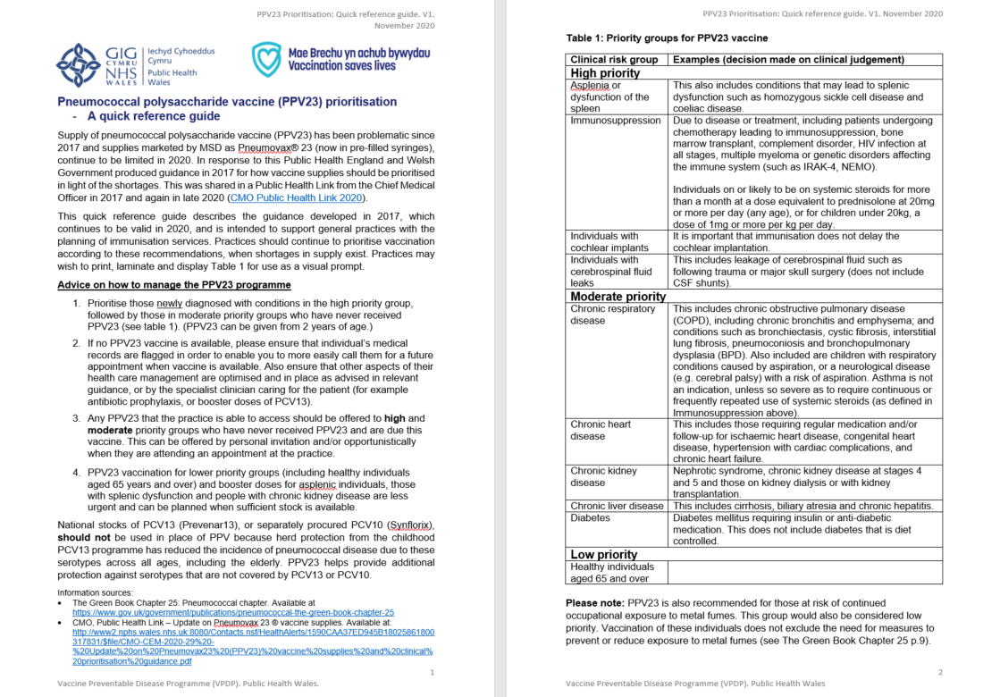 PPV23 Prioritisation: Quick reference guide. V1.
November 2020
GIG
CYMRU
NHS
WALES
Iechyd Cyhoeddus
Cymru
Public Health
Wales
Mae Brechu yn achub bywydau
Vaccination saves lives
Pneumococcal polysaccharide vaccine (PPV23) prioritisation
- A quick reference guide
Supply of pneumococcal polysaccharide vaccine (PPV23) has been problematic since
2017 and supplies marketed by MSD as Pneumovax® 23 (now in pre-filled syringes),
continue to be limited in 2020. In response to this Public Health England and Welsh
Government produced guidance in 2017 for how vaccine supplies should be prioritised
in light of the shortages. This was shared in a Public Health Link from the Chief Medical
Officer in 2017 and again in late 2020 (CMO Public Health Link 2020).
This quick reference guide describes the guidance developed in 2017, which
continues to be valid in 2020, and is intended to support general practices with the
planning of immunisation services. Practices should continue to prioritise vaccination
according to these recommendations, when shortages in supply exist. Practices may
wish to print, laminate and display Table 1 for use as a visual prompt.
Advice on how to manage the PPV23 programme
1. Prioritise those newly diagnosed with conditions in the high priority group,
followed by those in moderate priority groups who have never received
PPV23 (see table 1). (PPV23 can be given from 2 years of age.)
2. If no PPV23 vaccine is available, please ensure that individual's medical
records are flagged in order to enable you to more easily call them for a future
appointment when vaccine is available. Also ensure that other aspects of their
health care management are optimised and in place as advised in relevant
guidance, or by the specialist clinician caring for the patient (for example
antibiotic prophylaxis, or booster doses of PCV13).
3. Any PPV23 that the practice is able to access should be offered to high and
moderate priority groups who have never received PPV23 and are due this
vaccine. This can be offered by personal invitation and/or opportunistically
when they are attending an appointment at the practice.
4. PPV23 vaccination for lower priority groups (including healthy individuals
aged 65 years and over) and booster doses for asplenic individuals, those
with splenic dysfunction and people with chronic kidney disease are less
urgent and can be planned when sufficient stock is available.
National stocks of PCV13 (Prevenar13), or separately procured PCV10 (Synflorix),
should not be used in place of PPV because herd protection from the childhood
PCV13 programme has reduced the incidence of pneumococcal disease due to these
serotypes across all ages, including the elderly. PPV23 helps provide additional
protection against serotypes that are not covered by PCV13 or PCV10.
Information sources:
• The Green Book Chapter 25: Pneumococcal chapter. Available at
https://www.gov.uk/government/publications/pneumococcal-the-green-book-chapter-25
• CMO, Public Health Link – Update on Pneumovax 23 ® vaccine supplies. Available at:
http://www2.nphs.wales.nhs.uk:8080/Contacts.nsf/HealthAlerts/1590CAA37ED945B18025861800
317831/$file/CMO-CEM-2020-29%20-
%20Update%20on%20Pneumovax23%20(PPV23)%20vaccine%20supplies%20and%20clinical%
20prioritisation%20guidance.pdf
1
Vaccine Preventable Disease Programme (VPDP). Public Health Wales.
PPV23 Prioritisation: Quick reference guide. V1. November 2020
Table 1: Priority groups for PPV23 vaccine
Clinical risk group
Examples (decision made on clinical judgement)
High priority
Asplenia or
dysfunction of the
spleen
This also includes conditions that may lead to splenic
dysfunction such as homozygous sickle cell disease and
coeliac disease.
Immunosuppression
Due to disease or treatment, including patients undergoing
chemotherapy leading to immunosuppression, bone
marrow transplant, complement disorder, HIV infection at
all stages, multiple myeloma or genetic disorders affecting
the immune system (such as IRAK-4, NEMO).
Individuals on or likely to be on systemic steroids for more
than a month at a dose equivalent to prednisolone at 20mg
or more per day (any age), or for children under 20kg, a
dose of 1mg or more per kg per day.
Individuals with
cochlear implants
It is important that immunisation does not delay the
cochlear implantation.
Individuals with
cerebrospinal fluid
leaks
This includes leakage of cerebrospinal fluid such as
following trauma or major skull surgery (does not include
CSF shunts).
Moderate priority
Chronic respiratory
disease
This includes chronic obstructive pulmonary disease
(COPD), including chronic bronchitis and emphysema; and
conditions such as bronchiectasis, cystic fibrosis, interstitial
lung fibrosis, pneumoconiosis and bronchopulmonary
dysplasia (BPD). Also included are children with respiratory
conditions caused by aspiration, or a neurological disease
(e.g. cerebral palsy) with a risk of aspiration. Asthma is not
an indication, unless so severe as to require continuous or
frequently repeated use of systemic steroids (as defined in
Immunosuppression above).
Chronic heart
disease
This includes those requiring regular medication and/or
follow-up for ischaemic heart disease, congenital heart
disease, hypertension with cardiac complications, and
chronic heart failure.
Chronic kidney
disease
Nephrotic syndrome, chronic kidney disease at stages 4
and 5 and those on kidney dialysis or with kidney
transplantation.
Chronic liver disease
This includes cirrhosis, biliary atresia and chronic hepatitis.
Diabetes
Diabetes mellitus requiring insulin or anti-diabetic
medication. This does not include diabetes that is diet
controlled.
Low priority
Healthy individuals
aged 65 and over
Please note: PPV23 is also recommended for those at risk of continued
occupational exposure to metal fumes. This group would also be considered low
priority. Vaccination of these individuals does not exclude the need for measures to
prevent or reduce exposure to metal fumes (see The Green Book Chapter 25 p.9).
2
Vaccine Preventable Disease Programme (VPDP). Public Health Wales